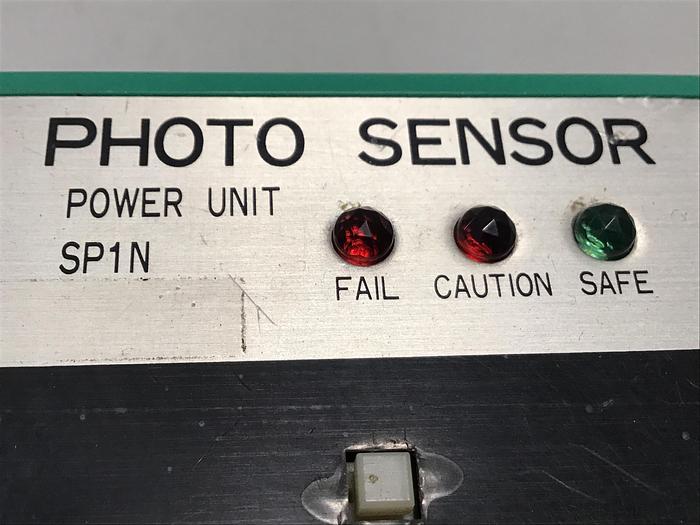 PHOTO SENSOR
POWER UNIT
SP1N
FAIL CAUTION SAFE